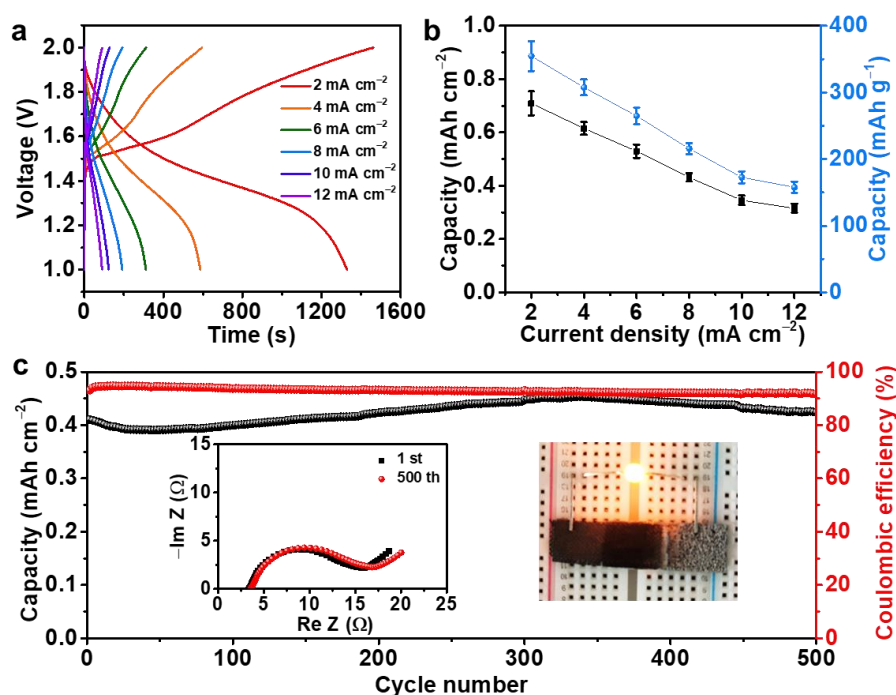 a
2.0
1.8
1.6
1.4
1.2
1.0
Voltage (V)
2 mA cm−2
4 mA cm−2
6 mA cm−2
8 mA cm−2
10 mA cm−2
12 mA cm−2
0 400 800 1200 1600
Time (s)
b
1.0
0.8
0.6
0.4
0.2
0.0
Capacity (mAh cm−2)
400
300
200
100
0
Capacity (mAh g−1)
2 4 6 8 10 12
Current density (mA cm−2)
c
0.5
0.4
0.3
0.2
0.1
0.0
Capacity (mAh cm−2)
100
80
60
40
20
0
Coulombic efficiency (%)
15
10
5
0
−Im Z (Ω)
1 st
500 th
0 5 10 15 20 25
Re Z (Ω)
0 100 200 300 400 500
Cycle number